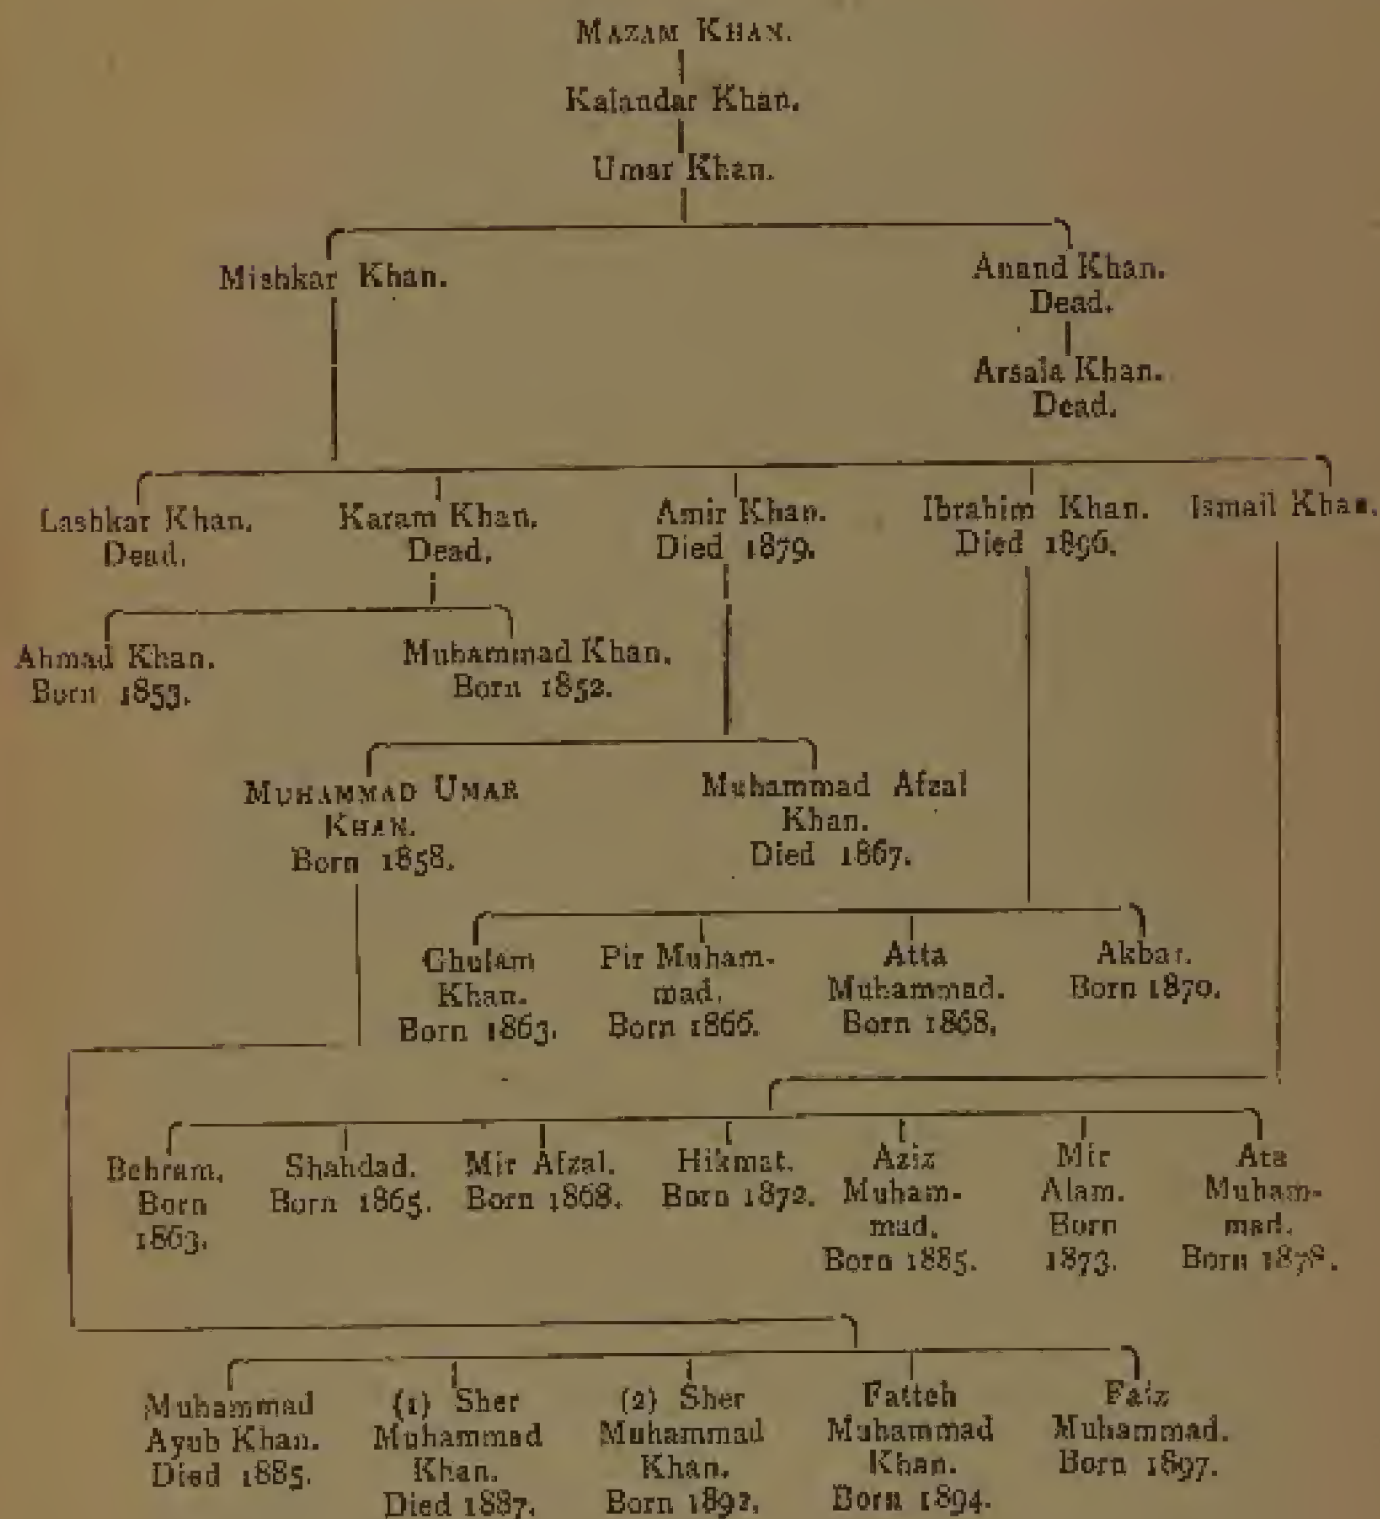 MAZAM KHAN.
Kalandar Khan.
Umar Khan.
Mishkar Khan.
Anand Khan.
Dead.
Arsala Khan.
Dead.
Lashkar Khan.
Dead.
Karam Khan.
Dead.
Amir Khan.
Died 1879.
Ibrahim Khan.
Died 1896.
Ismail Khan.
Ahmad Khan.
Born 1853.
Muhammad Khan.
Born 1852.
MUHAMMAD UMAR
KHAN.
Born 1858.
Muhammad Afzal
Khan.
Died 1867.
Ghulam
Khan.
Born 1863.
Pir Muham-
mad.
Born 1866.
Atta
Muhammad.
Born 1868.
Akbar.
Born 1870.
Behram.
Born
1863.
Shahdad.
Born 1865.
Mir Afzal.
Born 1868.
Hikmat.
Born 1872.
Aziz
Muham-
mad.
Born 1885.
Mir
Alam.
Born
1873.
Ata
Muham-
mad.
Born 1878.
Muhammad
Ayub Khan.
Died 1885.
(1) Sher
Muhammad
Khan.
Died 1887.
(2) Sher
Muhammad
Khan.
Born 1892.
Fatteh
Muhammad
Khan.
Born 1894.
Faiz
Muhammad.
Born 1897.